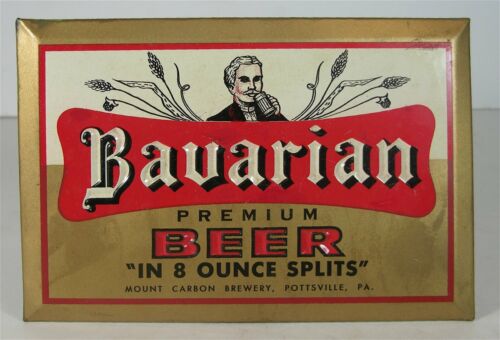 Bavarian
PREMIUM
BEER
"IN 8 OUNCE SPLITS"
MOUNT CARBON BREWERY, POTTSVILLE, PA.